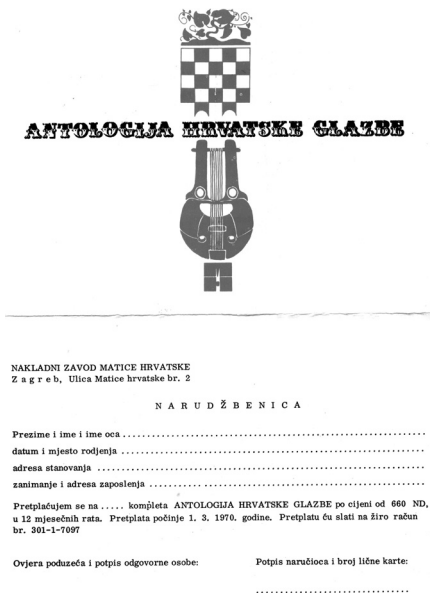 ANTOLOGIJA HRVATSKE GLAZBE
NAKLADNI ZAVOD MATICE HRVATSKE
Zagreb, Ulica Matice hrvatske br. 2
NARUDŽBENICA
Prezime i ime i ime oca ........................................................
datum i mjesto rodjenja ........................................................
adresa stanovanja ........................................................
zanimanje i adresa zaposlenja ........................................................
Pretplaćujem se na ..... kompleta ANTOLOGIJA HRVATSKE GLAZBE po cijeni od 660 ND,
u 12 mjesečnih rata. Pretplata počinje 1. 3. 1970. godine. Pretplatu ću slati na žiro račun
br. 301-1-7097
Ovjera poduzeća i potpis odgovorne osobe: Potpis naručioca i broj lične karte:
................................